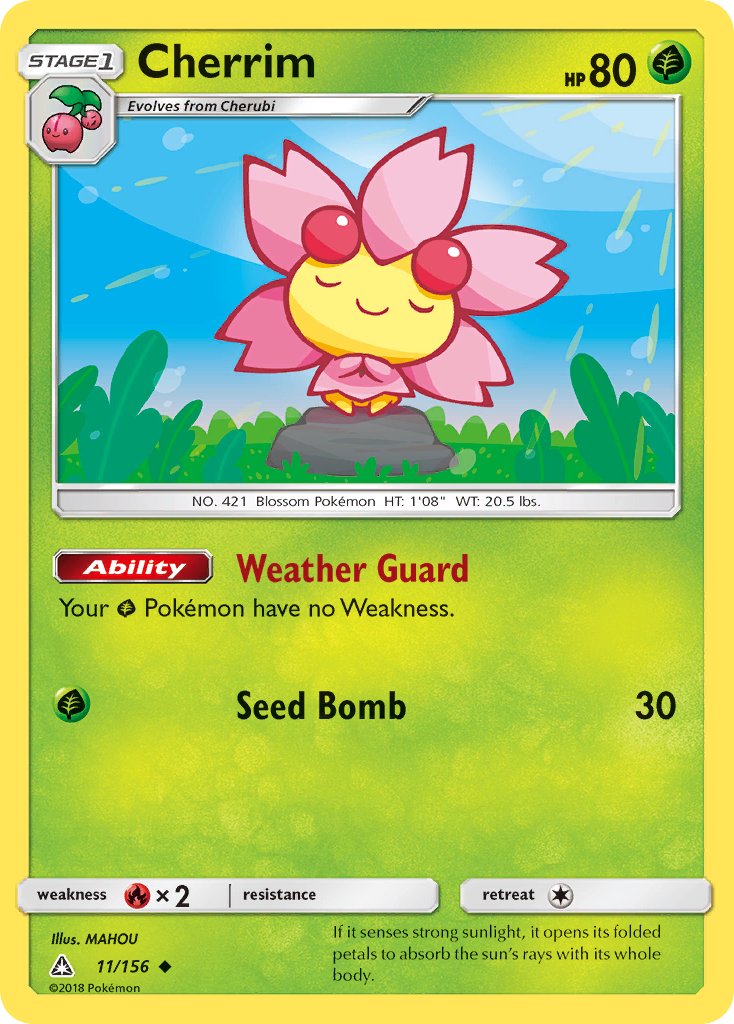 STAGE1
Cherrim
HP80
Evolves from Cherubi
NO. 421 Blossom Pokémon HT: 1'08" WT: 20.5 lbs.
Ability Weather Guard
Your Pokémon have no Weakness.
Seed Bomb 30
weakness ×2 resistance retreat
Illus. MAHOU
11/156
©2018 Pokémon
If it senses strong sunlight, it opens its folded
petals to absorb the sun's rays with its whole
body.